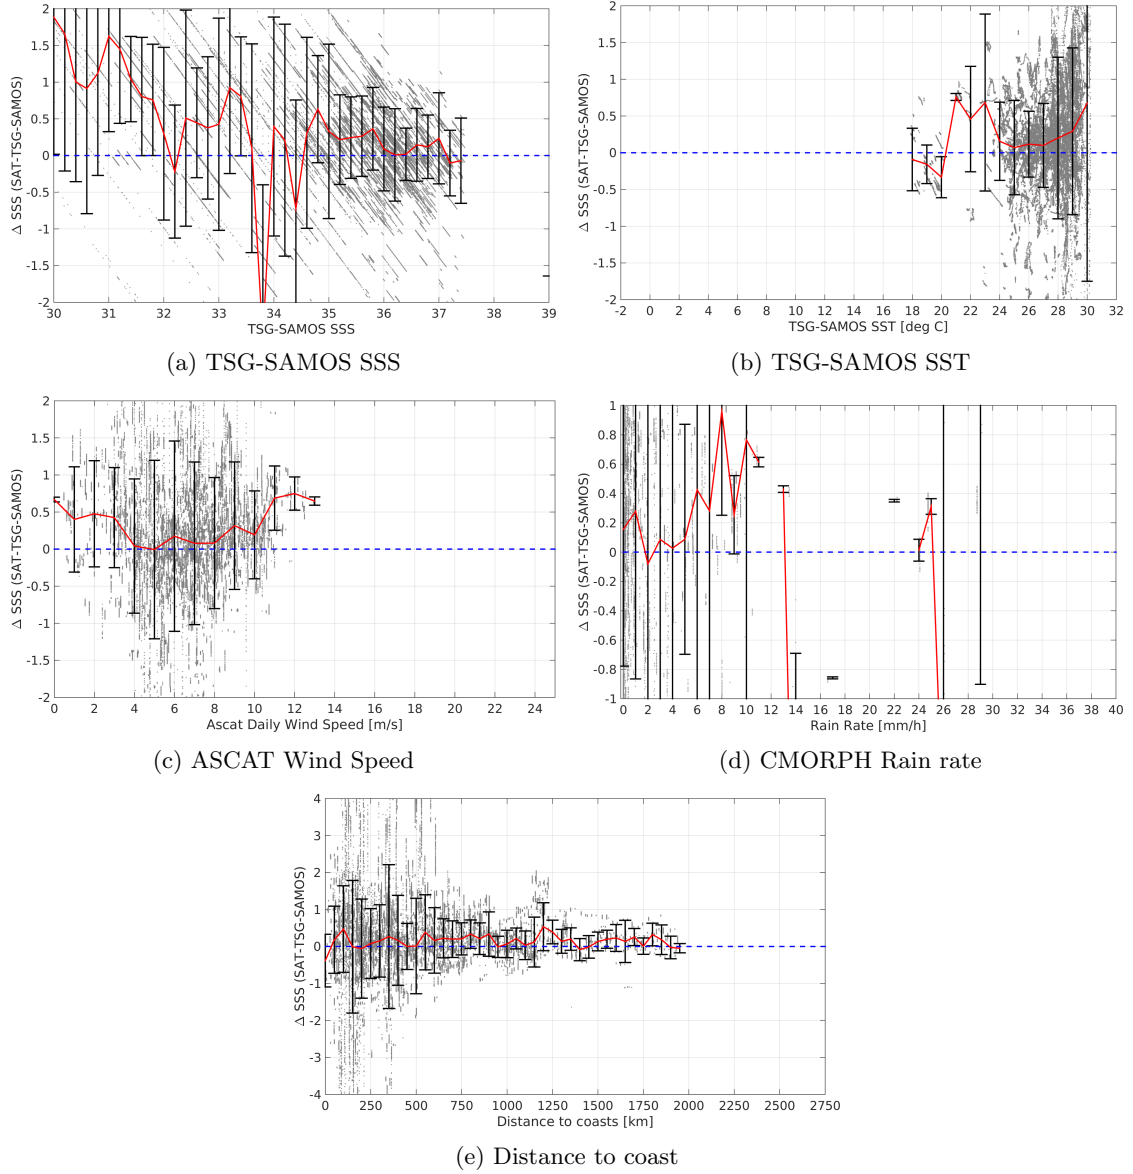 2
1.5
1
0.5
0
-0.5
-1
-1.5
-2
30 31 32 33 34 35 36 37 38 39
Δ SSS (SAT-TSG-SAMOS)
TSG-SAMOS SSS
(a) TSG-SAMOS SSS
2
1.5
1
0.5
0
-0.5
-1
-1.5
-2
-2 0 2 4 6 8 10 12 14 16 18 20 22 24 26 28 30 32
Δ SSS (SAT-TSG-SAMOS)
TSG-SAMOS SST [deg C]
(b) TSG-SAMOS SST
2
1.5
1
0.5
0
-0.5
-1
-1.5
-2
0 2 4 6 8 10 12 14 16 18 20 22 24
Δ SSS (SAT-TSG-SAMOS)
Ascat Daily Wind Speed [m/s]
(c) ASCAT Wind Speed
1
0.8
0.6
0.4
0.2
0
-0.2
-0.4
-0.6
-0.8
-1
0 2 4 6 8 10 12 14 16 18 20 22 24 26 28 30 32 34 36 38 40
Δ SSS (SAT-TSG-SAMOS)
Rain Rate [mm/h]
(d) CMORPH Rain rate
4
3
2
1
0
-1
-2
-3
-4
0 250 500 750 1000 1250 1500 1750 2000 2250 2500 2750
Δ SSS (SAT-TSG-SAMOS)
Distance to coasts [km]
(e) Distance to coast